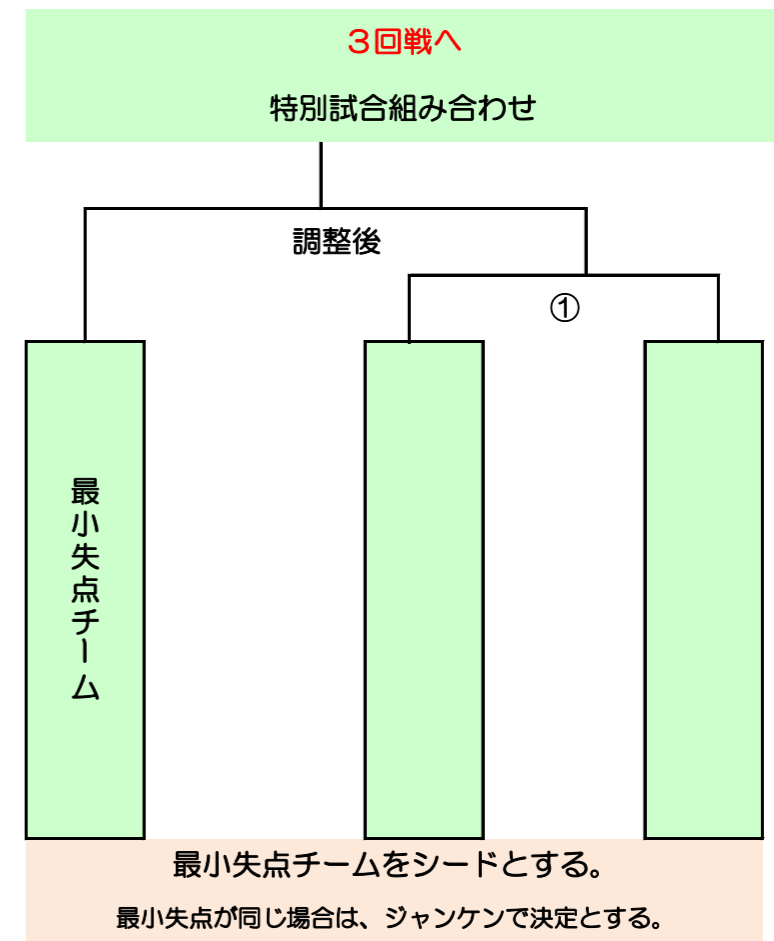 ３回戦へ
特別試合組み合わせ
調整後
①
最小失点チーム
最小失点チームをシードとする。
最小失点が同じ場合は、ジャンケンで決定とする。